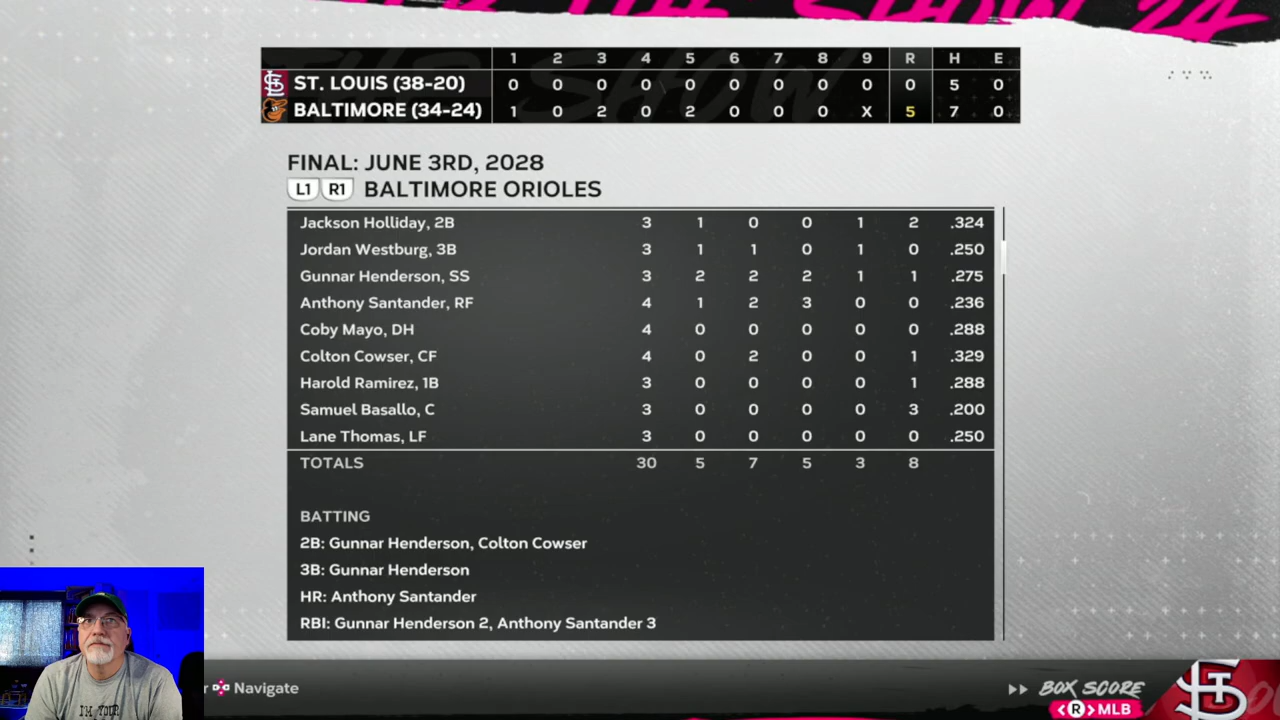 THE SHOW 24
1 2 3 4 5 6 7 8 9 R H E
ST. LOUIS (38-20) 0 0 0 0 0 0 0 0 0 0 5 0
BALTIMORE (34-24) 1 0 2 0 2 0 0 0 X 5 7 0
FINAL: JUNE 3RD, 2028
L1 R1 BALTIMORE ORIOLES
Jackson Holliday, 2B 3 1 0 0 1 2 .324
Jordan Westburg, 3B 3 1 1 0 1 0 .250
Gunnar Henderson, SS 3 2 2 2 1 1 .275
Anthony Santander, RF 4 1 2 3 0 0 .236
Coby Mayo, DH 4 0 0 0 0 0 .288
Colton Cowser, CF 4 0 2 0 0 1 .329
Harold Ramirez, 1B 3 0 0 0 0 1 .288
Samuel Basallo, C 3 0 0 0 0 3 .200
Lane Thomas, LF 3 0 0 0 0 0 .250
TOTALS 30 5 7 5 3 8
BATTING
2B: Gunnar Henderson, Colton Cowser
3B: Gunnar Henderson
HR: Anthony Santander
RBI: Gunnar Henderson 2, Anthony Santander 3
I'M YOUR
Navigate
BOX SCORE
R MLB